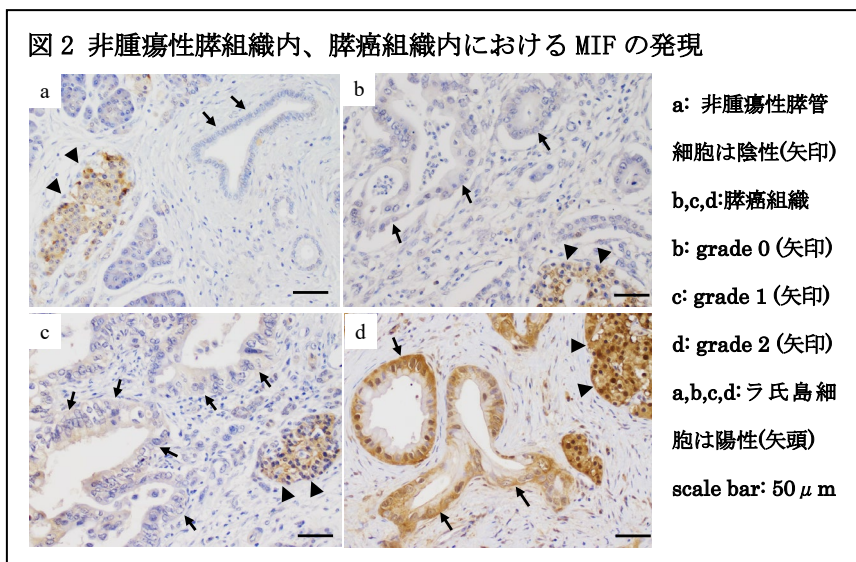 図 2 非腫瘍性膵組織内、膵癌組織内における MIF の発現
a
b
c
d
a: 非腫瘍性膵管
細胞は陰性(矢印)
b,c,d:膵癌組織
b: grade 0 (矢印)
c: grade 1 (矢印)
d: grade 2 (矢印)
a,b,c,d:ラ氏島細
胞は陽性(矢頭)
scale bar: 50μm